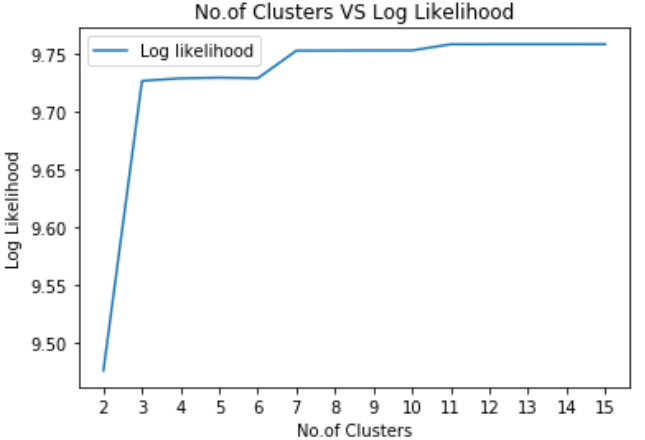 No.of Clusters VS Log Likelihood
Log likelihood
9.75
9.70
9.65
9.60
9.55
9.50
Log Likelihood
2 3 4 5 6 7 8 9 10 11 12 13 14 15
No.of Clusters